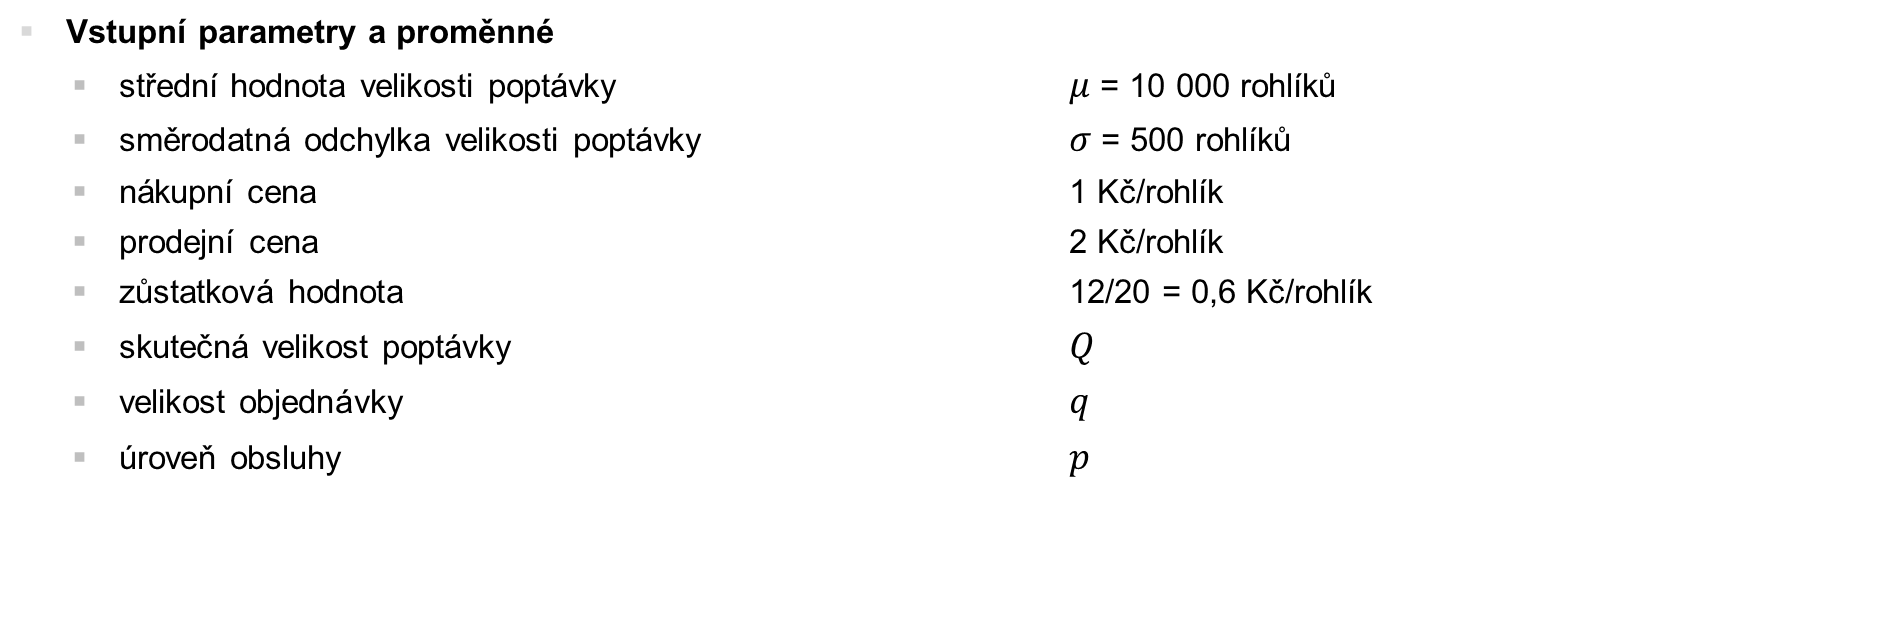 Vstupní parametry a proměnné
střední hodnota velikosti poptávky μ = 10 000 rohlíků
směrodatná odchylka velikosti poptávky σ = 500 rohlíků
nákupní cena 1 Kč/rohlík
prodejní cena 2 Kč/rohlík
zůstatková hodnota 12/20 = 0,6 Kč/rohlík
skutečná velikost poptávky Q
velikost objednávky q
úroveň obsluhy p